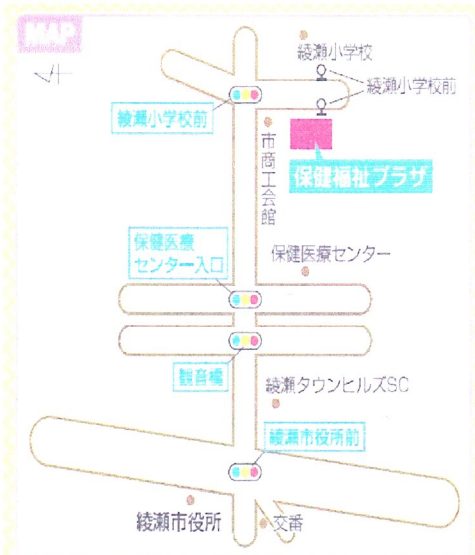 MAP
綾瀬小学校
綾瀬小学校前
綾瀬小学校前
市商工会館
保健福祉プラザ
保健医療
センター入口
保健医療センター
観音橋
綾瀬タウンヒルズSC
綾瀬市役所前
綾瀬市役所
交番